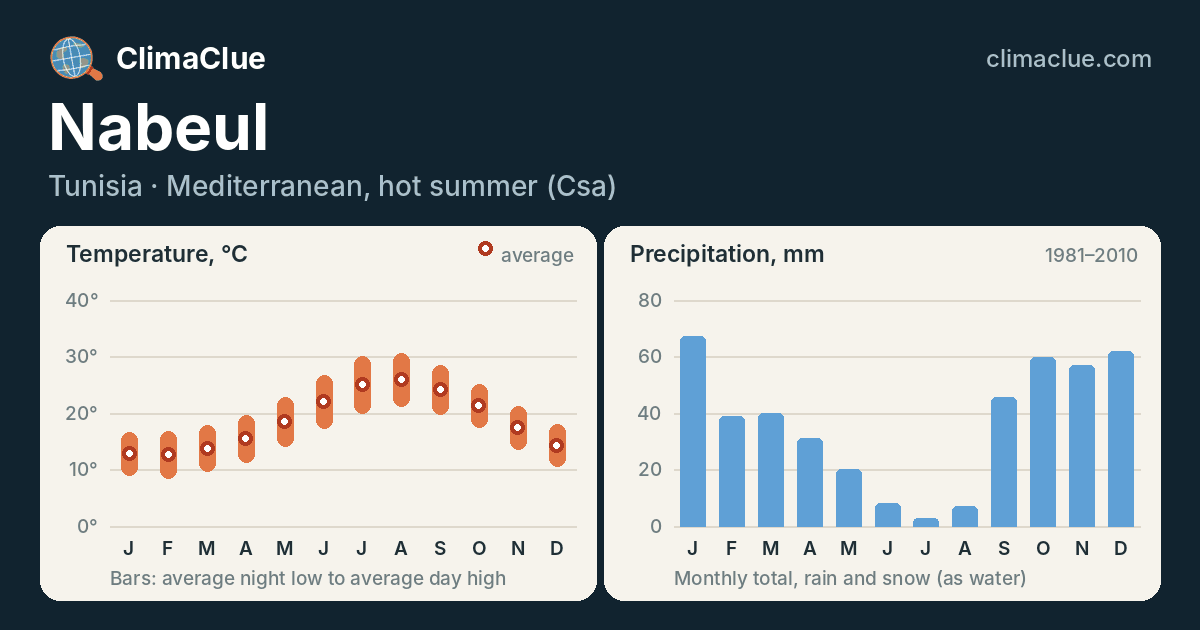 ClimaClue
climaclue.com
Nabeul
Tunisia · Mediterranean, hot summer (Csa)
Temperature, °C
average
40°
30°
20°
10°
0°
J F M A M J J A S O N D
Bars: average night low to average day high
Precipitation, mm
1981–2010
80
60
40
20
0
J F M A M J J A S O N D
Monthly total, rain and snow (as water)